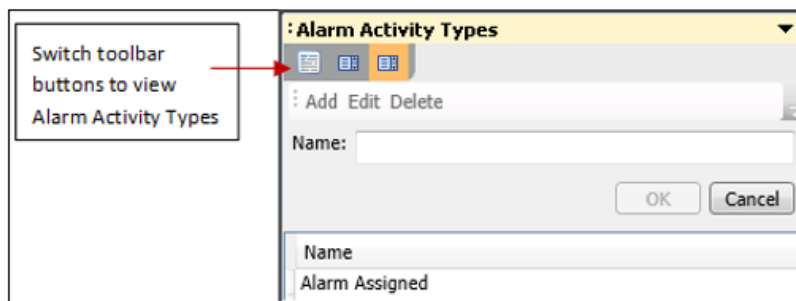 Switch toolbar
buttons to view
Alarm Activity Types
Alarm Activity Types
Add Edit Delete
Name:
OK Cancel
Name
Alarm Assigned